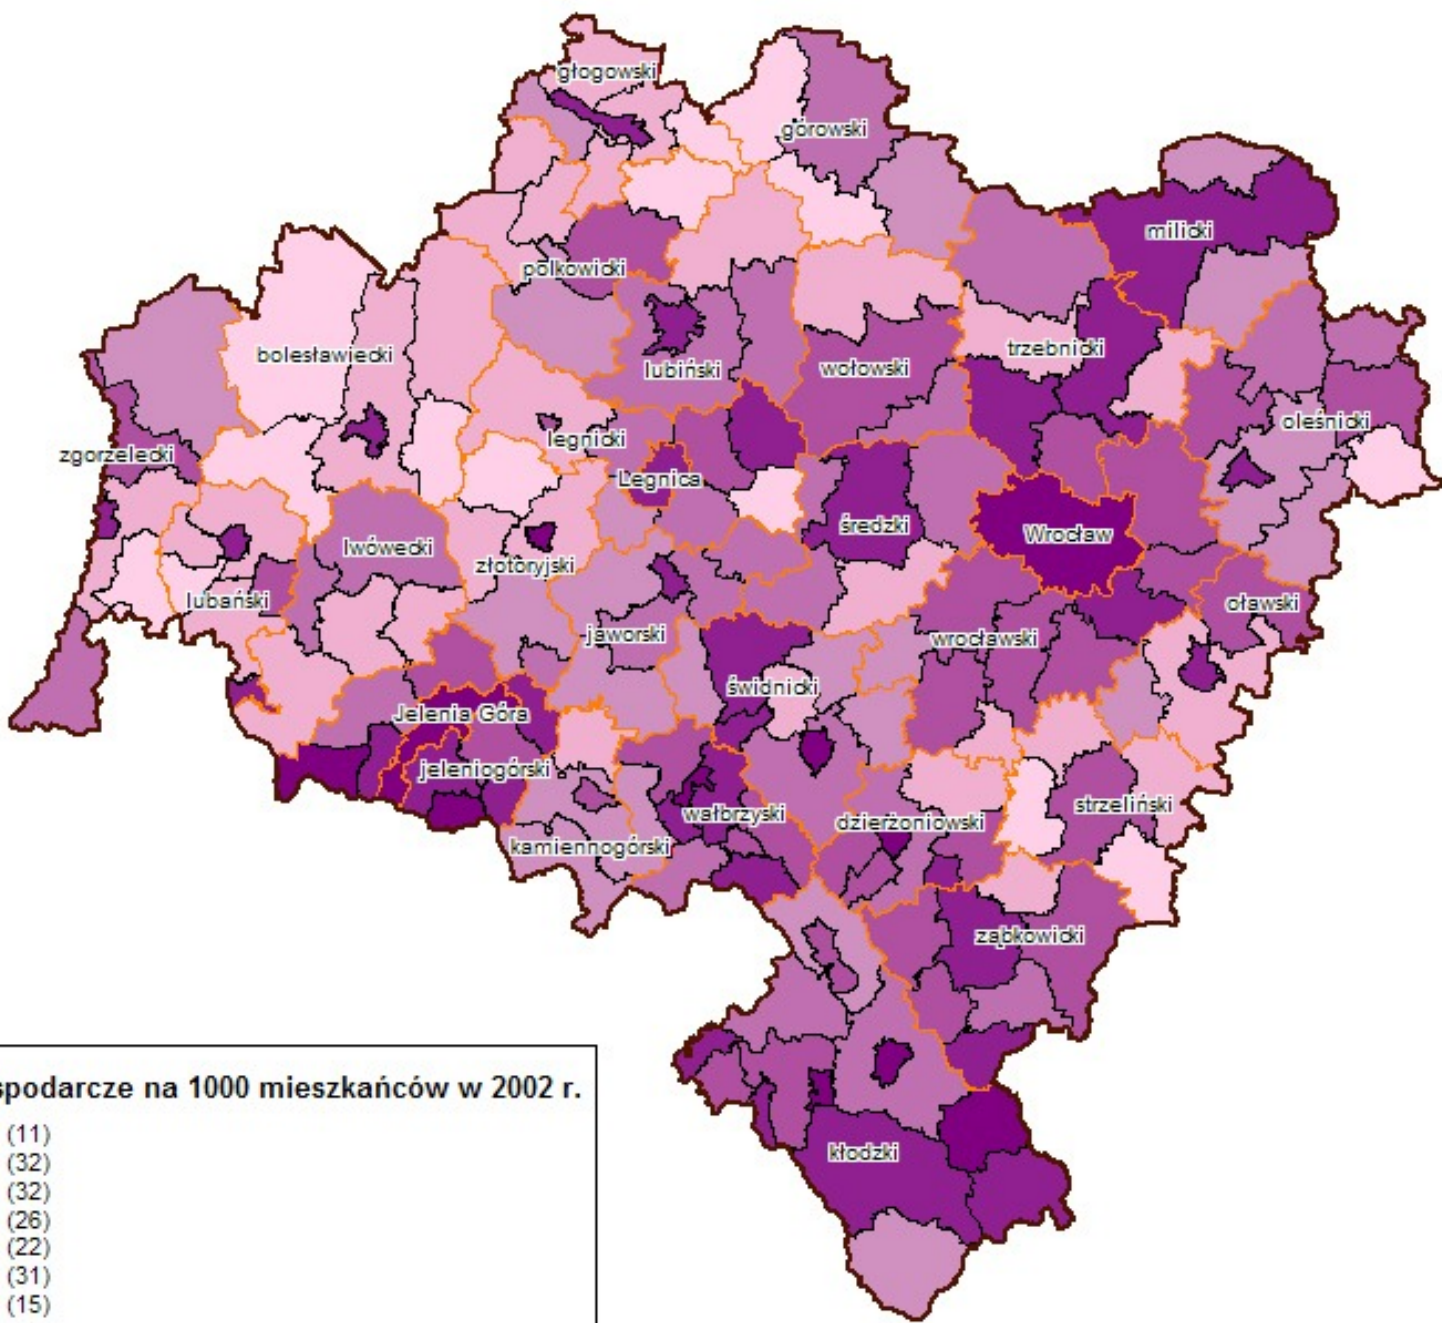 głogowski
górowski
milicki
polkowicki
bolesławiecki
lubiński
wołowski
trzebnicki
oleśnicki
zgorzelecki
legnicki
Legnica
średzki
Wrocław
lwówecki
złotoryjski
lubański
oławski
jaworski
wrocławski
świdnicki
Jelenia Góra
jeleniogórski
wałbrzyski
dzierżoniowski
strzeliński
kamiennogórski
ząbkowicki
kłodzki
spodarcze na 1000 mieszkańców w 2002 r.
(11)
(32)
(32)
(26)
(22)
(31)
(15)